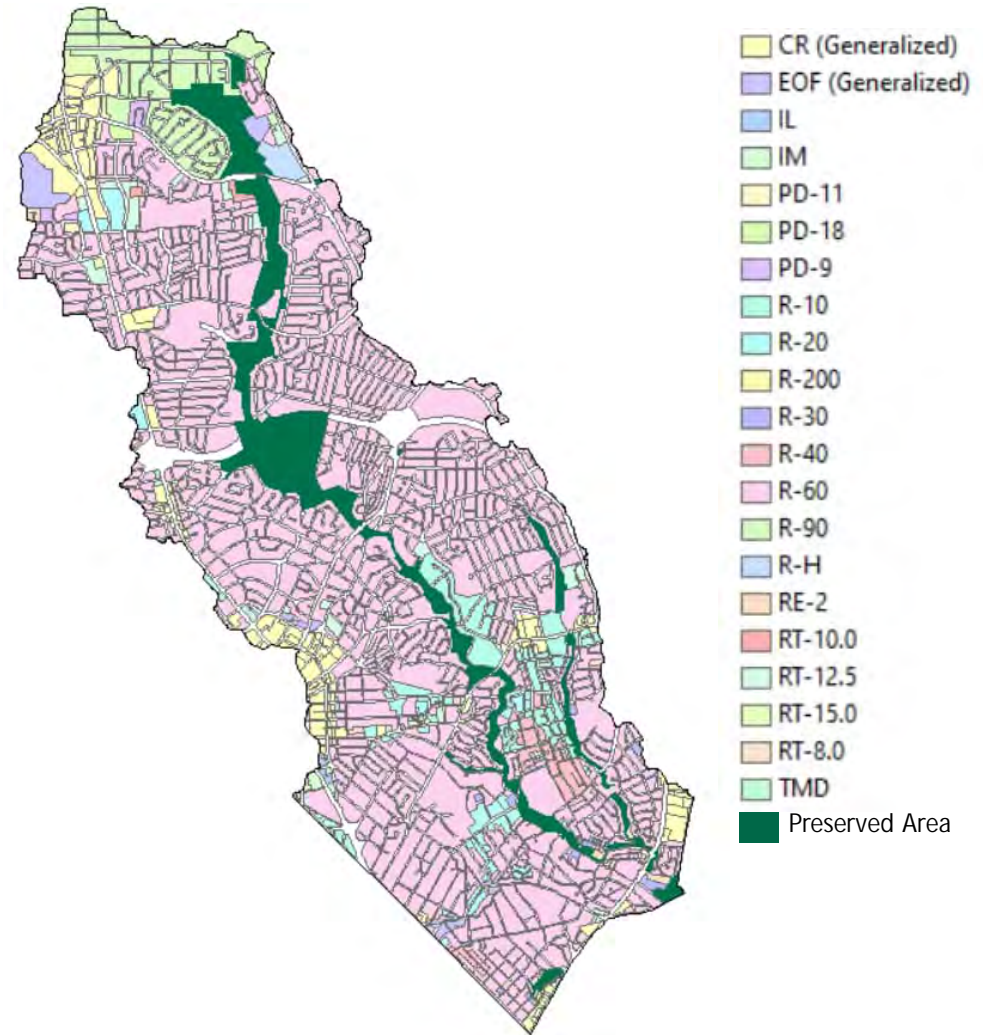 CR (Generalized)
EOF (Generalized)
IL
IM
PD-11
PD-18
PD-9
R-10
R-20
R-200
R-30
R-40
R-60
R-90
R-H
RE-2
RT-10.0
RT-12.5
RT-15.0
RT-8.0
TMD
Preserved Area